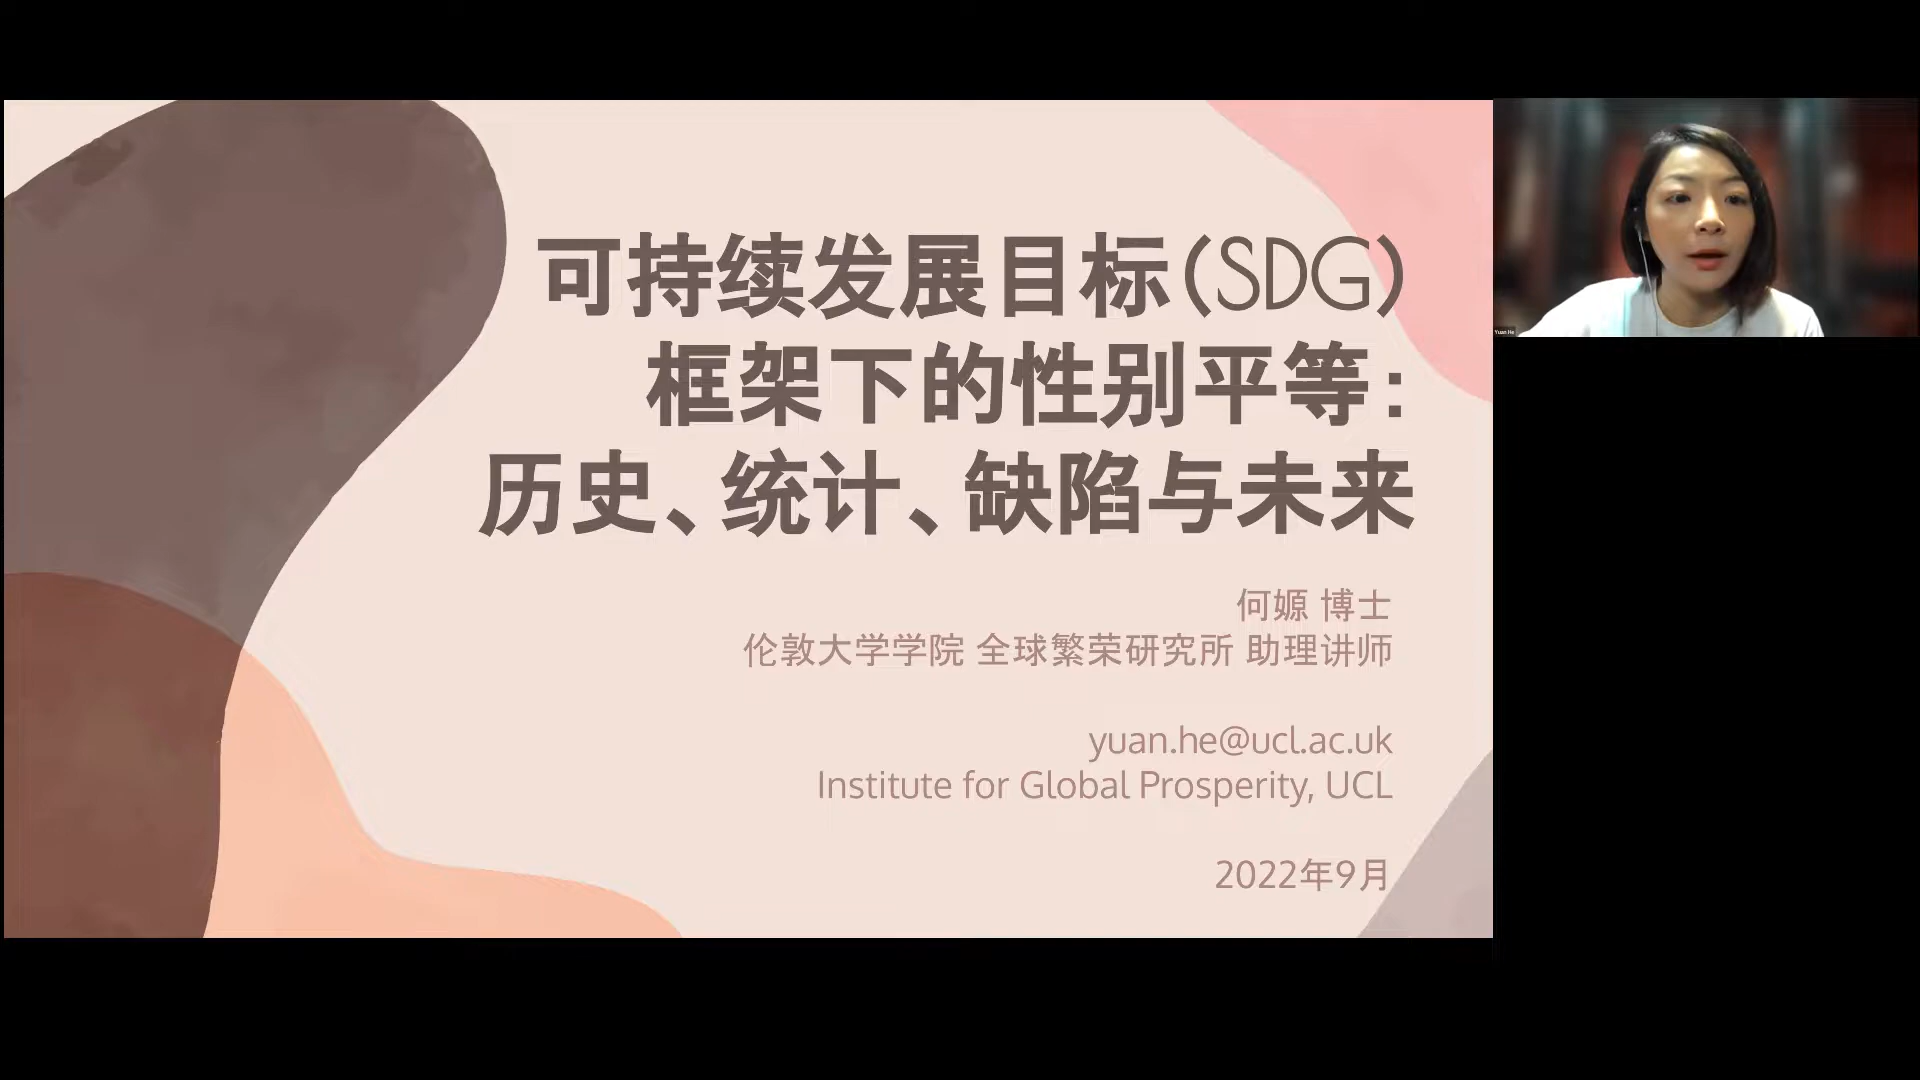 可持续发展目标(SDG)
框架下的性别平等:
历史、统计、缺陷与未来
何嫄 博士
伦敦大学学院 全球繁荣研究所 助理讲师
yuan.he@ucl.ac.uk
Institute for Global Prosperity, UCL
2022年9月
Yuan He